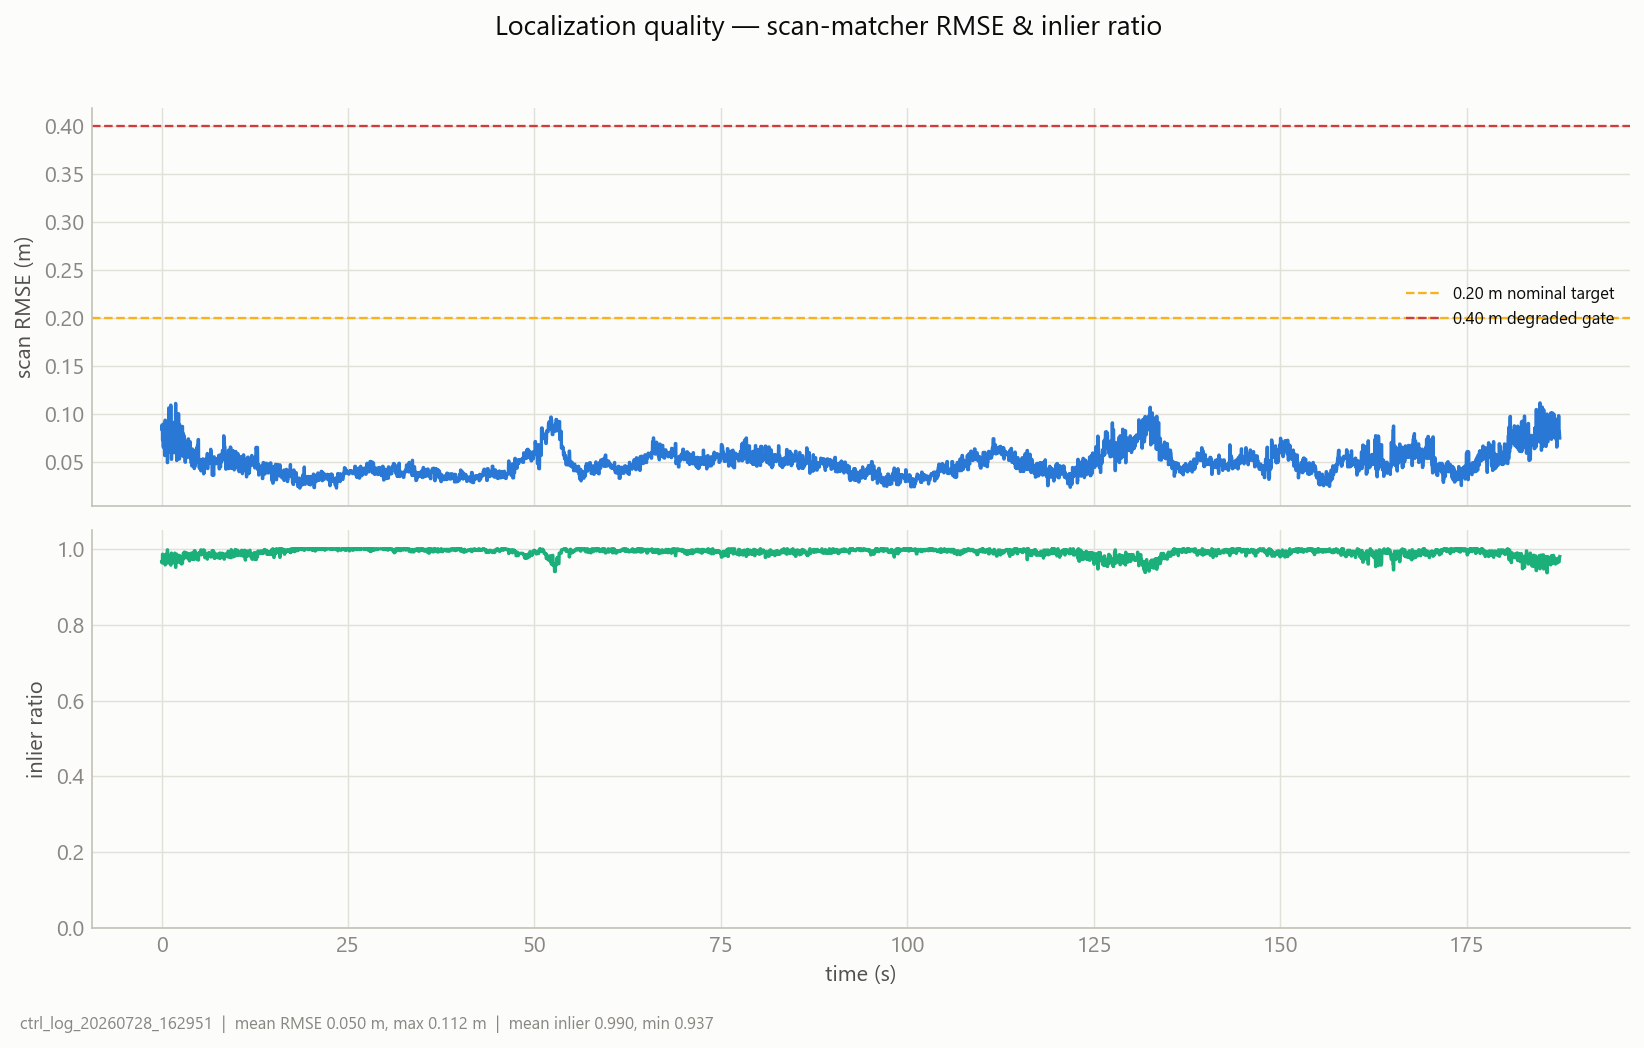 Localization quality — scan-matcher RMSE & inlier ratio
scan RMSE (m)
0.40
0.35
0.30
0.25
0.20
0.15
0.10
0.05
0.20 m nominal target
0.40 m degraded gate
inlier ratio
1.0
0.8
0.6
0.4
0.2
0.0
0 25 50 75 100 125 150 175
time (s)
ctrl_log_20260728_162951 | mean RMSE 0.050 m, max 0.112 m | mean inlier 0.990, min 0.937